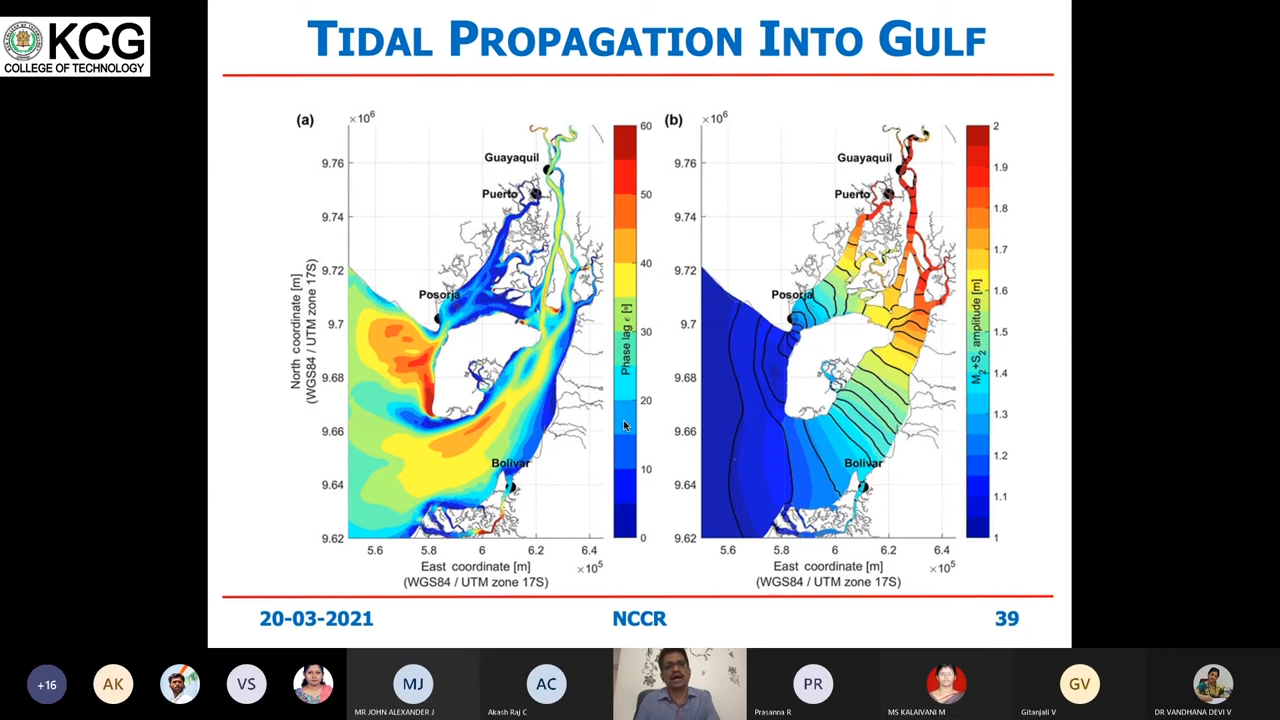 KCG
COLLEGE OF TECHNOLOGY
TIDAL PROPAGATION INTO GULF
(a)
×10⁶
9.76
9.74
9.72
9.7
9.68
9.66
9.64
9.62
North coordinate [m]
(WGS84 / UTM zone 17S)
Guayaquil
Puerto
Posorja
Bolivar
5.6 5.8 6 6.2 6.4
×10⁵
East coordinate [m]
(WGS84 / UTM zone 17S)
60
50
40
30
20
10
0
Phase lag ϵ [°]
(b)
×10⁶
9.76
9.74
9.72
9.7
9.68
9.66
9.64
9.62
Guayaquil
Puerto
Posorja
Bolivar
5.6 5.8 6 6.2 6.4
×10⁵
East coordinate [m]
(WGS84 / UTM zone 17S)
2
1.9
1.8
1.7
1.6
1.5
1.4
1.3
1.2
1.1
1
M₂+S₂ amplitude [m]
20-03-2021 NCCR 39
+16 AK VS MJ AC PR GV
MR JOHN ALEXANDER J Akash Raj C Prasanna R MS KALAIVANI M Gitanjali V DR VANDHANA DEVI V